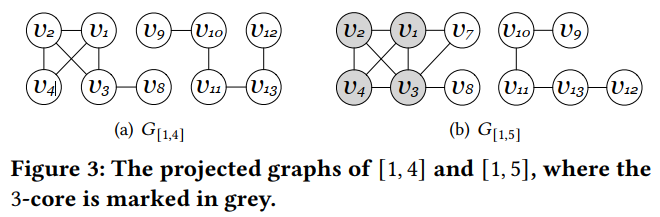 v2 v1 v9 v10 v12 v2 v1 v7 v10 v9
v4 v3 v8 v11 v13 v4 v3 v8 v11 v13 v12
(a) G[1,4] (b) G[1,5]
Figure 3: The projected graphs of [1, 4] and [1, 5], where the
3-core is marked in grey.